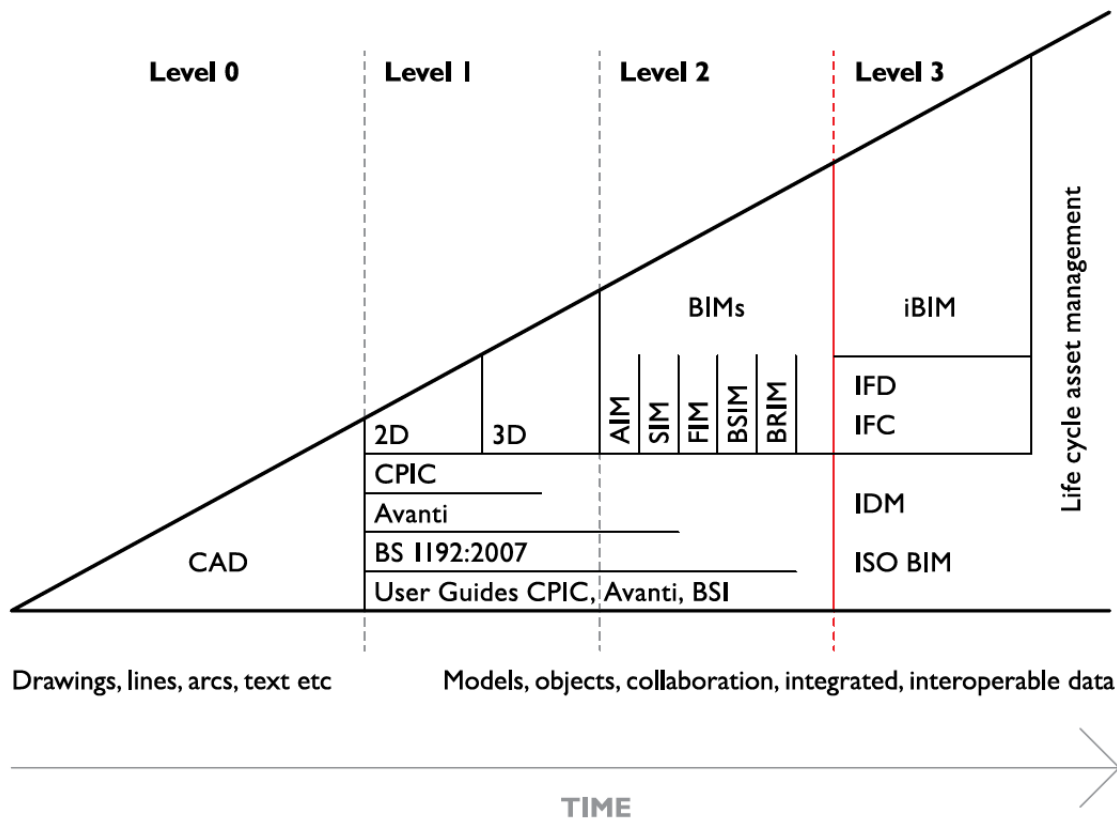 Level 0
Level 1
Level 2
Level 3
BIMs
iBIM
2D
3D
AIM
SIM
FIM
BSIM
BRIM
IFD
IFC
CPIC
Avanti
BS 1192:2007
User Guides CPIC, Avanti, BSI
CAD
IDM
ISO BIM
Life cycle asset management
Drawings, lines, arcs, text etc
Models, objects, collaboration, integrated, interoperable data
TIME